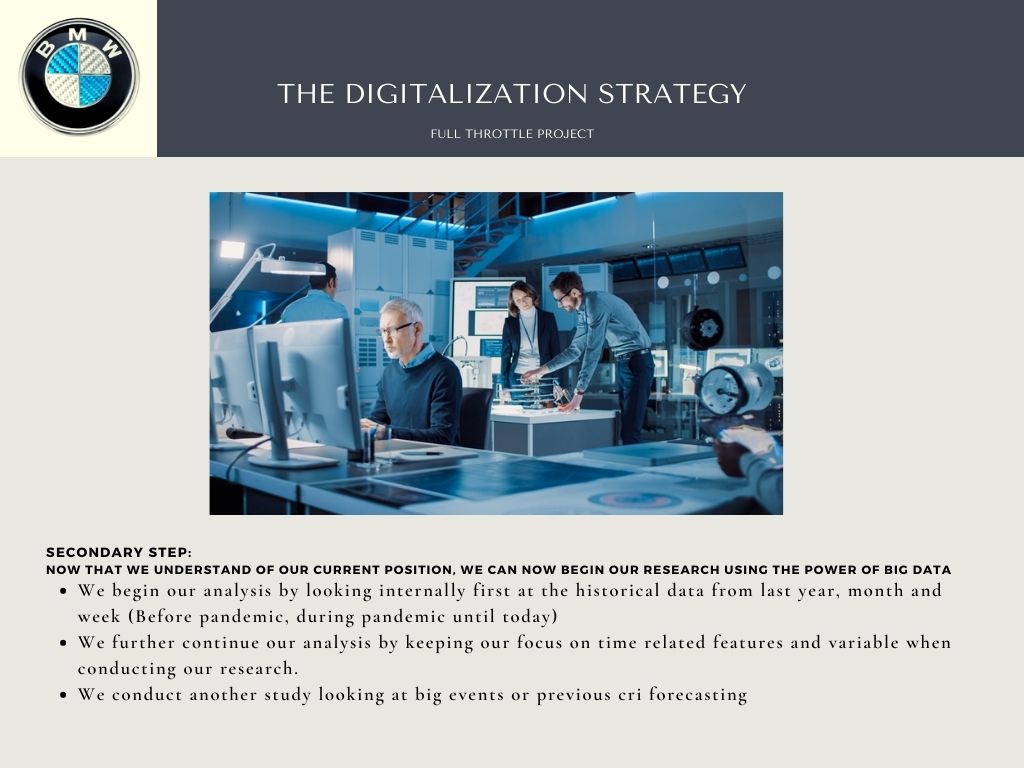 BMW
THE DIGITALIZATION STRATEGY
FULL THROTTLE PROJECT
SECONDARY STEP:
NOW THAT WE UNDERSTAND OF OUR CURRENT POSITION, WE CAN NOW BEGIN OUR RESEARCH USING THE POWER OF BIG DATA
• We begin our analysis by looking internally first at the historical data from last year, month and
week (Before pandemic, during pandemic until today)
• We further continue our analysis by keeping our focus on time related features and variable when
conducting our research.
• We conduct another study looking at big events or previous cri forecasting